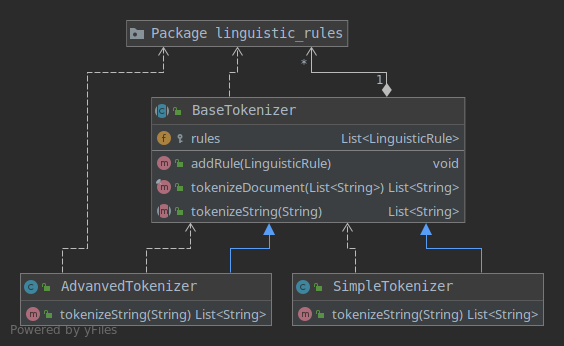 Package linguistic_rules
*
1
BaseTokenizer
rules List<LinguisticRule>
addRule(LinguisticRule) void
tokenizeDocument(List<String>) List<String>
tokenizeString(String) List<String>
AdvanvedTokenizer
tokenizeString(String) List<String>
SimpleTokenizer
tokenizeString(String) List<String>
Powered by yFiles